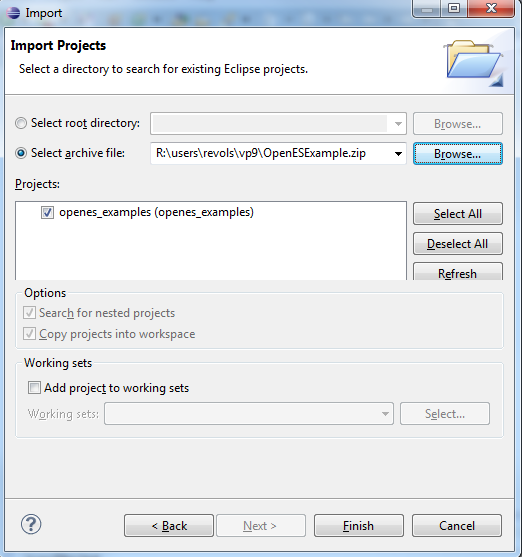 Import
Import Projects
Select a directory to search for existing Eclipse projects.
Select root directory:
Browse...
Select archive file:
R:\users\revols\vp9\OpenESExample.zip
Browse...
Projects:
openes_examples (openes_examples)
Select All
Deselect All
Refresh
Options
Search for nested projects
Copy projects into workspace
Working sets
Add project to working sets
Working sets:
Select...
?
< Back
Next >
Finish
Cancel